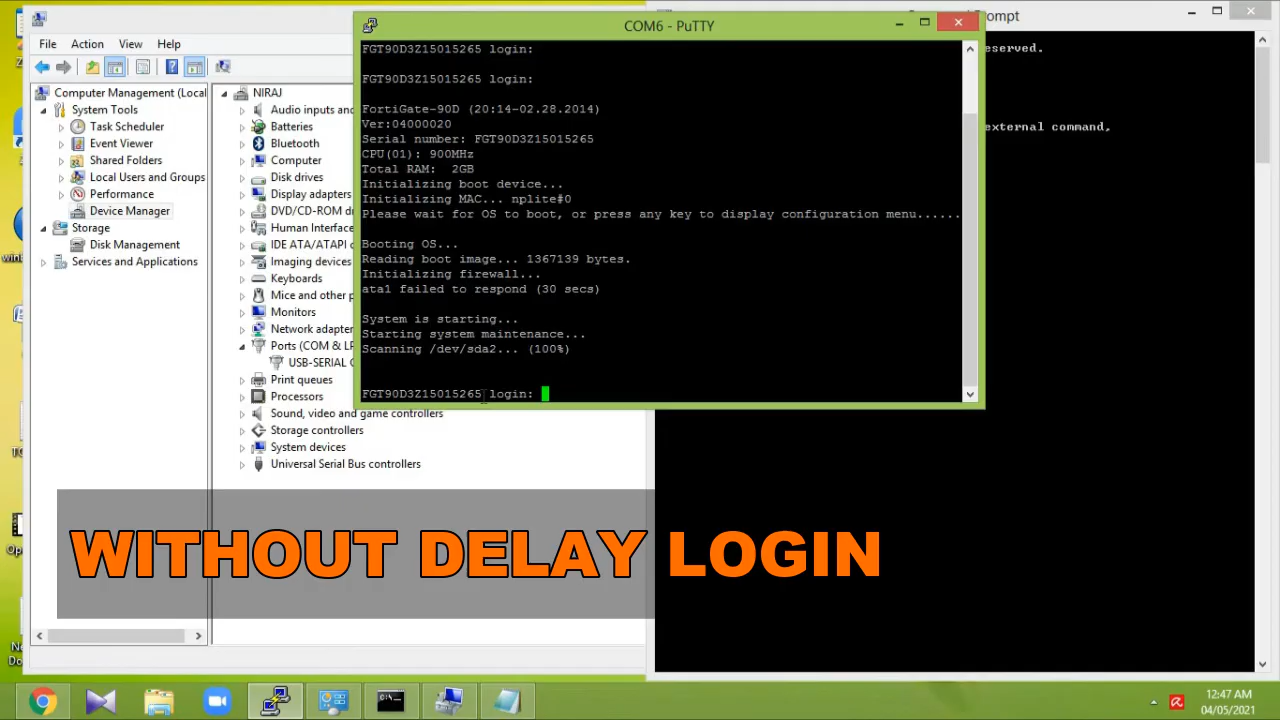 COM6 - PuTTY
FGT90D3Z15015265 login:
FGT90D3Z15015265 login:
FortiGate-90D (20:14-02.28.2014)
Ver:04000020
Serial number: FGT90D3Z15015265
CPU(01): 900MHz
Total RAM:  2GB
Initializing boot device...
Initializing MAC... nplite#0
Please wait for OS to boot, or press any key to display configuration menu......
Booting OS...
Reading boot image... 1367139 bytes.
Initializing firewall...
ata1 failed to respond (30 secs)
System is starting...
Starting system maintenance...
Scanning /dev/sda2... (100%)
FGT90D3Z15015265 login:
File Action View Help
Computer Management (Local
System Tools
Task Scheduler
Event Viewer
Shared Folders
Local Users and Groups
Performance
Device Manager
Storage
Disk Management
Services and Applications
NIRAJ
Audio inputs an
Batteries
Bluetooth
Computer
Disk drives
Display adapters
DVD/CD-ROM d
Human Interface
IDE ATA/ATAPI c
Imaging devices
Keyboards
Mice and other p
Monitors
Network adapter
Ports (COM & LP
USB-SERIAL C
Print queues
Processors
Sound, video and game controllers
Storage controllers
System devices
Universal Serial Bus controllers
eserved.
external command,
WITHOUT DELAY LOGIN
12:47 AM
04/05/2021